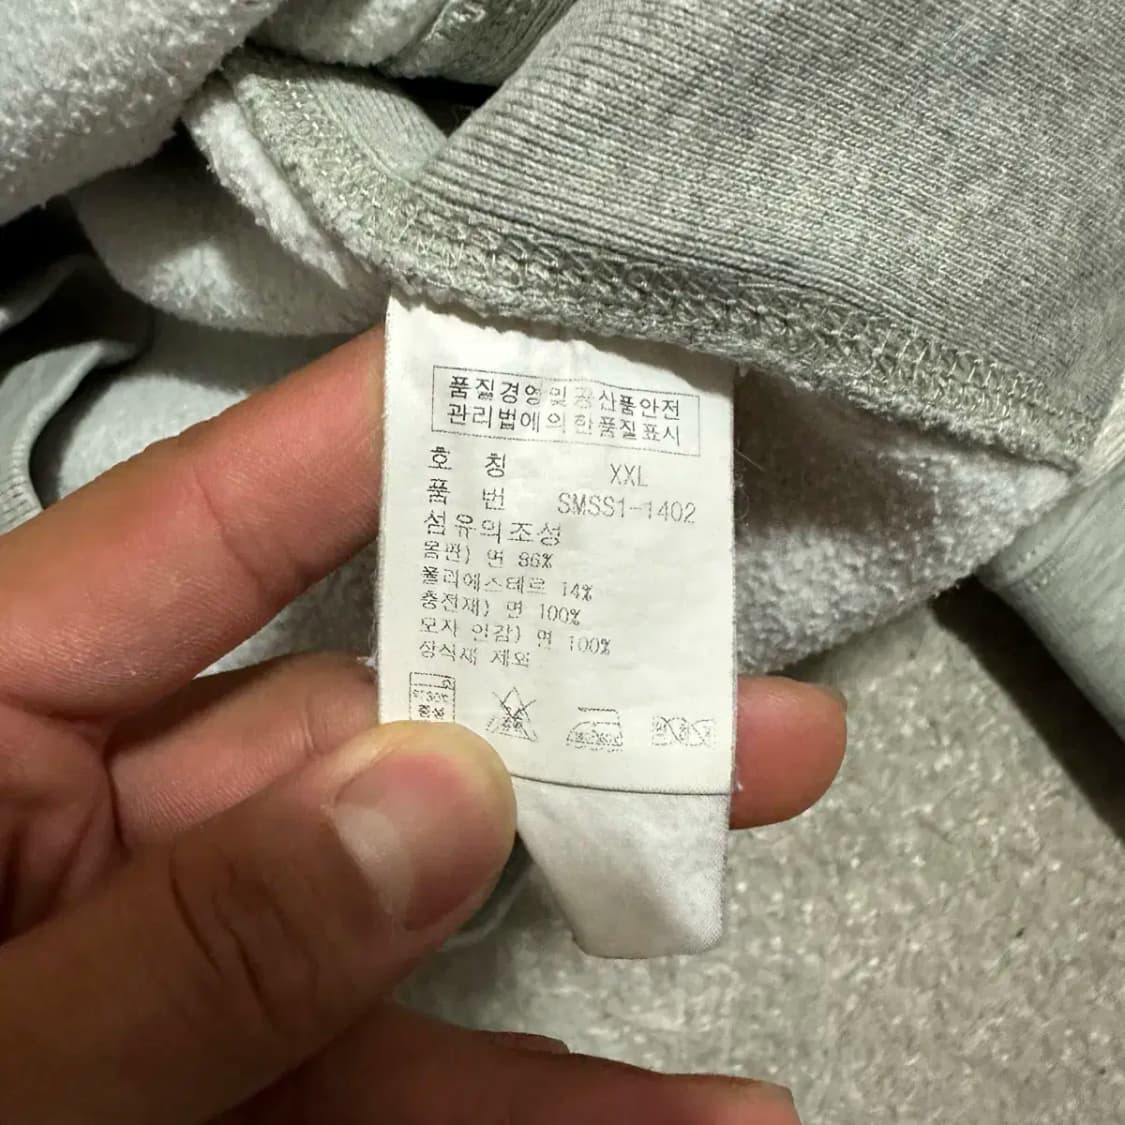 품질경영및공산품안전
관리법에의한품질표시
호 칭 XXL
품 번 SMSS1-1402
섬유의조성
몸판) 면 86%
폴리에스테르 14%
충전재) 면 100%
모자 안감) 면 100%
장식재 제외